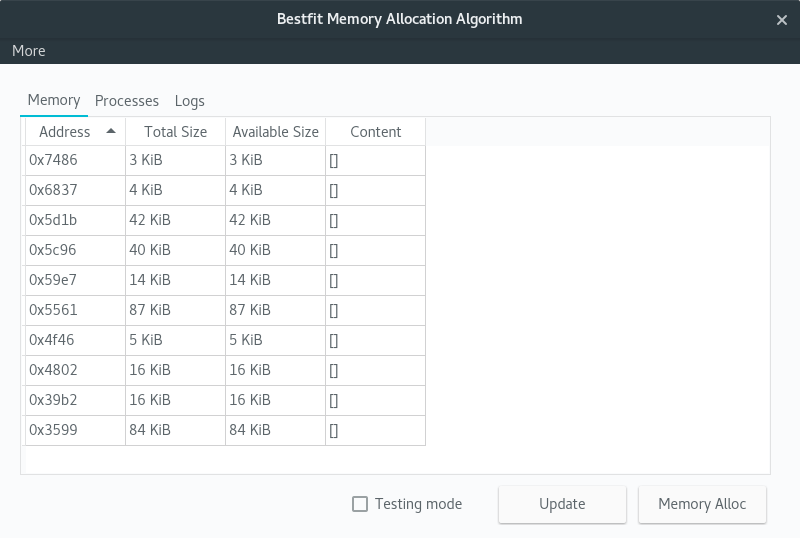 Bestfit Memory Allocation Algorithm
More
Memory Processes Logs
Address Total Size Available Size Content
0x7486 3 KiB 3 KiB []
0x6837 4 KiB 4 KiB []
0x5d1b 42 KiB 42 KiB []
0x5c96 40 KiB 40 KiB []
0x59e7 14 KiB 14 KiB []
0x5561 87 KiB 87 KiB []
0x4f46 5 KiB 5 KiB []
0x4802 16 KiB 16 KiB []
0x39b2 16 KiB 16 KiB []
0x3599 84 KiB 84 KiB []
Testing mode Update Memory Alloc